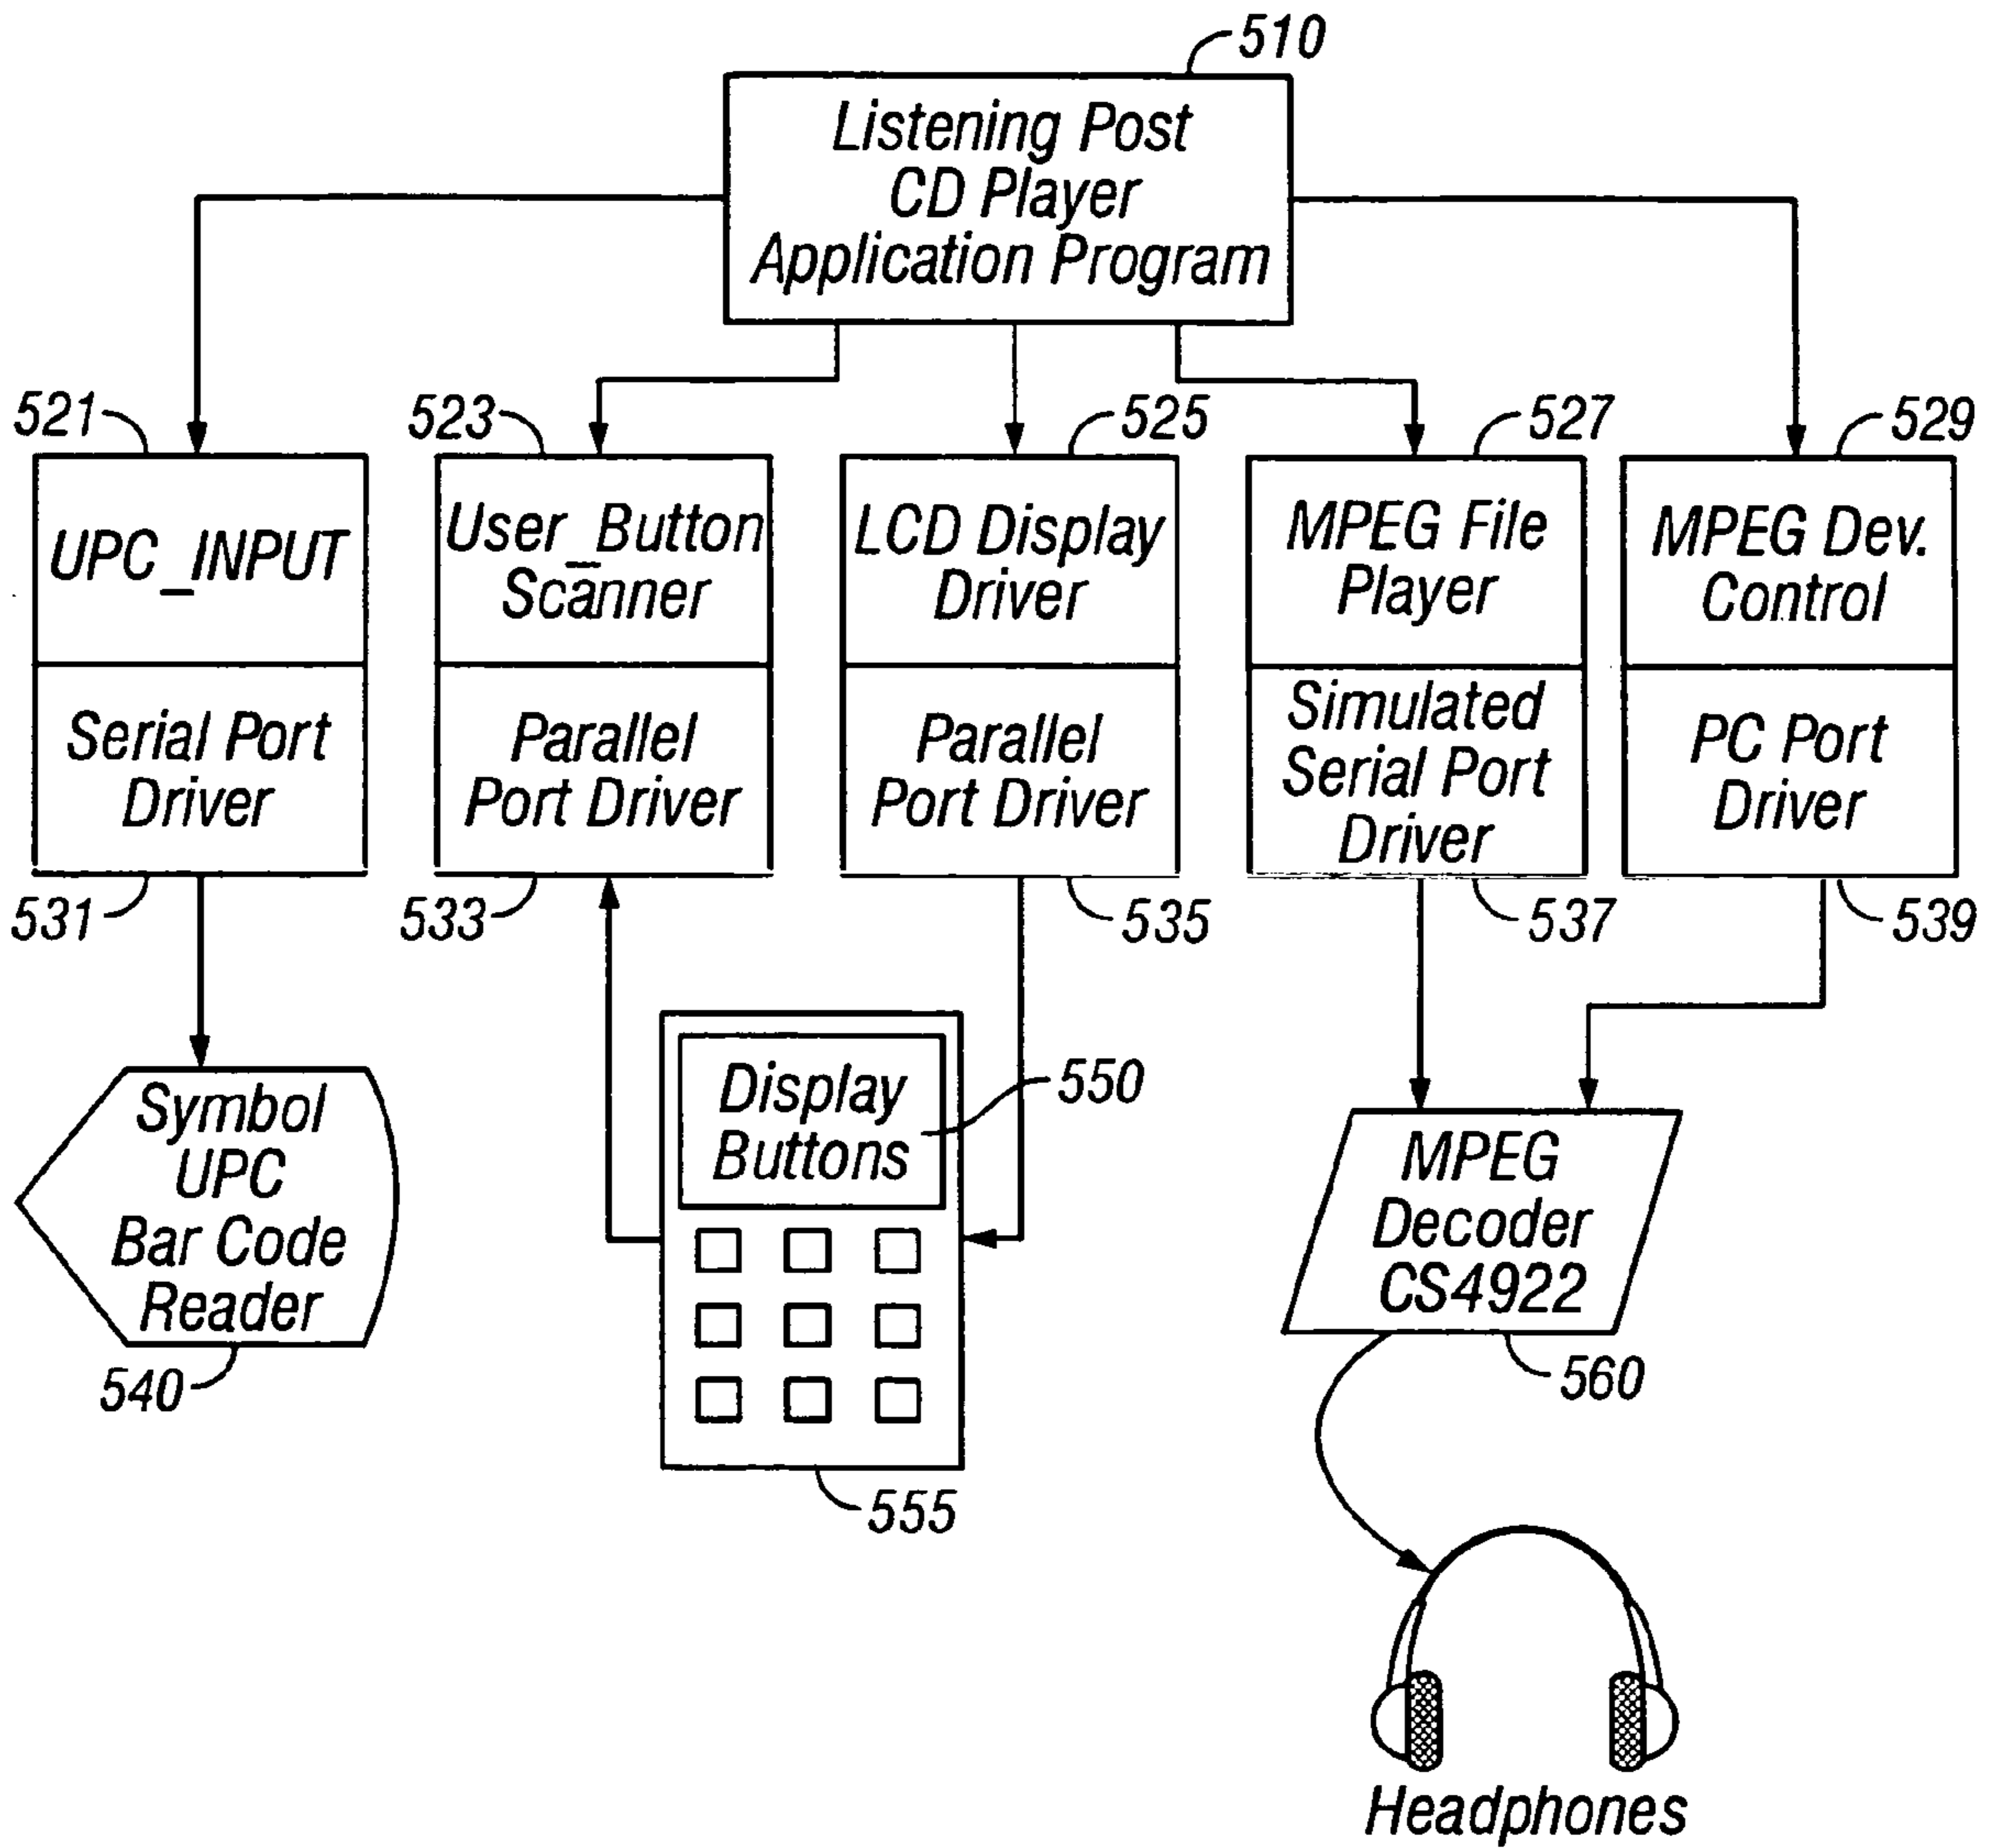 510
Listening Post
CD Player
Application Program
521
523
525
527
529
UPC_INPUT
User_Button
Scanner
LCD Display
Driver
MPEG File
Player
MPEG Dev.
Control
Serial Port
Driver
Parallel
Port Driver
Parallel
Port Driver
Simulated
Serial Port
Driver
PC Port
Driver
531
533
535
537
539
Symbol
UPC
Bar Code
Reader
540
Display
Buttons
550
555
MPEG
Decoder
CS4922
560
Headphones